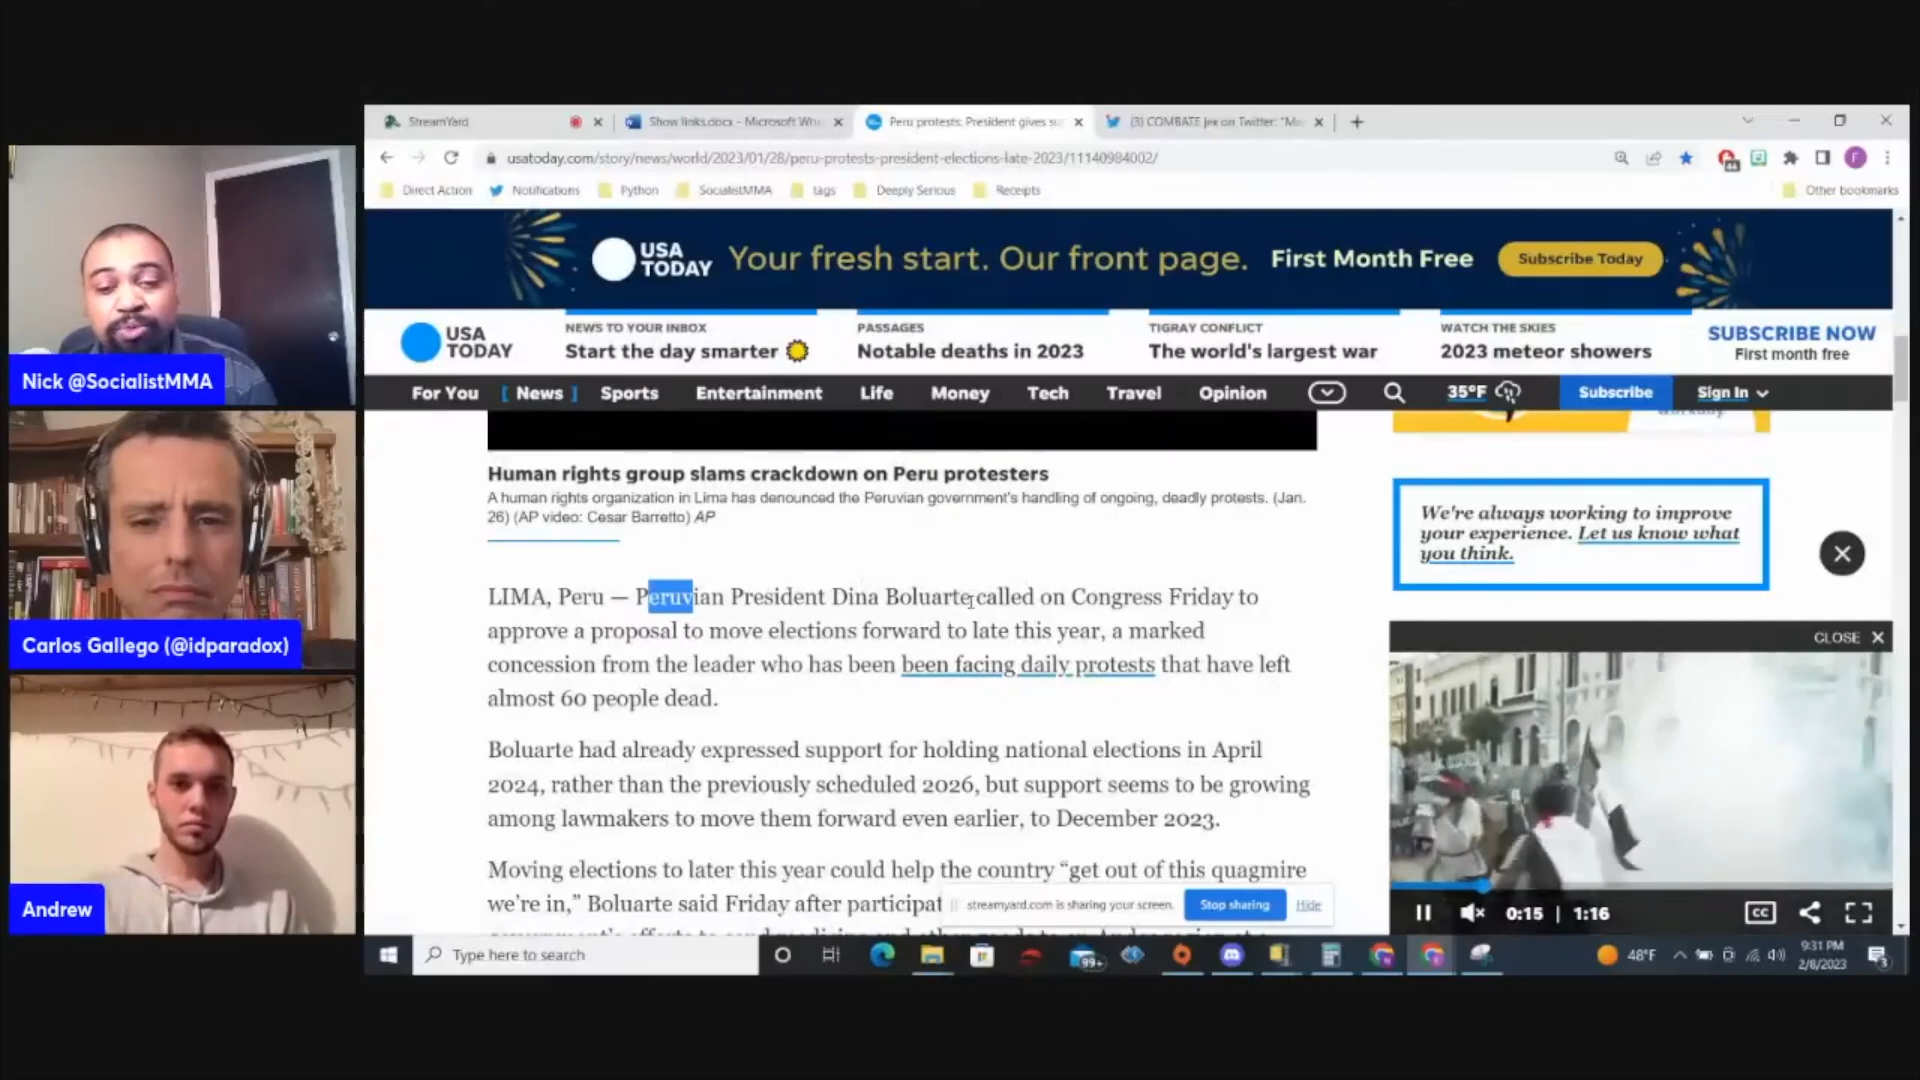 StreamYard
Show links.docx - Microsoft Wo
Peru protests: President gives su
(3) COMBATE Jex on Twitter: "Ma
usatoday.com/story/news/world/2023/01/28/peru-protests-president-elections-late-2023/11140984002/
F
Direct Action
Notifications
Python
SocialistMMA
tags
Deeply Serious
Receipts
Other bookmarks
USA TODAY
Your fresh start. Our front page.
First Month Free
Subscribe Today
USA TODAY
NEWS TO YOUR INBOX
Start the day smarter
PASSAGES
Notable deaths in 2023
TIGRAY CONFLICT
The world's largest war
WATCH THE SKIES
2023 meteor showers
SUBSCRIBE NOW
First month free
For You
[ News ]
Sports
Entertainment
Life
Money
Tech
Travel
Opinion
35°F
Subscribe
Sign In
Human rights group slams crackdown on Peru protesters
A human rights organization in Lima has denounced the Peruvian government's handling of ongoing, deadly protests. (Jan.
26) (AP video: Cesar Barretto) AP
LIMA, Peru — Peruvian President Dina Boluarte called on Congress Friday to
approve a proposal to move elections forward to late this year, a marked
concession from the leader who has been been facing daily protests that have left
almost 60 people dead.
Boluarte had already expressed support for holding national elections in April
2024, rather than the previously scheduled 2026, but support seems to be growing
among lawmakers to move them forward even earlier, to December 2023.
Moving elections to later this year could help the country “get out of this quagmire
we’re in,” Boluarte said Friday after participat
We're always working to improve
your experience. Let us know what
you think.
CLOSE
0:15 | 1:16
CC
streamyard.com is sharing your screen.
Stop sharing
Hide
Type here to search
99+
48°F
9:31 PM
2/8/2023
3
Nick @SocialistMMA
Carlos Gallego (@idparadox)
Andrew